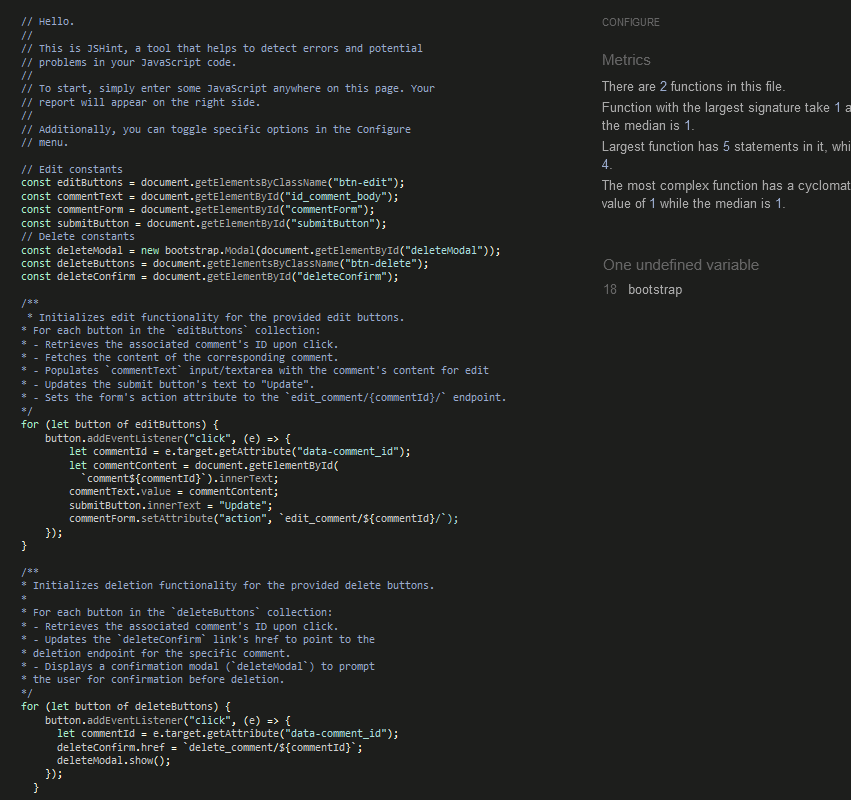 // Hello.
//
// This is JSHint, a tool that helps to detect errors and potential
// problems in your JavaScript code.
//
// To start, simply enter some JavaScript anywhere on this page. Your
// report will appear on the right side.
//
// Additionally, you can toggle specific options in the Configure
// menu.

// Edit constants
const editButtons = document.getElementsByClassName("btn-edit");
const commentText = document.getElementById("id_comment_body");
const commentForm = document.getElementById("commentForm");
const submitButton = document.getElementById("submitButton");
// Delete constants
const deleteModal = new bootstrap.Modal(document.getElementById("deleteModal"));
const deleteButtons = document.getElementsByClassName("btn-delete");
const deleteConfirm = document.getElementById("deleteConfirm");

/**
 * Initializes edit functionality for the provided edit buttons.
* For each button in the `editButtons` collection:
* - Retrieves the associated comment's ID upon click.
* - Fetches the content of the corresponding comment.
* - Populates `commentText` input/textarea with the comment's content for edit
* - Updates the submit button's text to "Update".
* - Sets the form's action attribute to the `edit_comment/{commentId}/` endpoint.
*/
for (let button of editButtons) {
    button.addEventListener("click", (e) => {
        let commentId = e.target.getAttribute("data-comment_id");
        let commentContent = document.getElementById(
          `comment${commentId}`).innerText;
        commentText.value = commentContent;
        submitButton.innerText = "Update";
        commentForm.setAttribute("action", `edit_comment/${commentId}/`);
    });
}

/**
* Initializes deletion functionality for the provided delete buttons.
*
* For each button in the `deleteButtons` collection:
* - Retrieves the associated comment's ID upon click.
* - Updates the `deleteConfirm` link's href to point to the
* deletion endpoint for the specific comment.
* - Displays a confirmation modal (`deleteModal`) to prompt
* the user for confirmation before deletion.
*/
for (let button of deleteButtons) {
    button.addEventListener("click", (e) => {
      let commentId = e.target.getAttribute("data-comment_id");
      deleteConfirm.href = `delete_comment/${commentId}`;
      deleteModal.show();
    });
  }
CONFIGURE
Metrics
There are 2 functions in this file.
Function with the largest signature take 1 a
the median is 1.
Largest function has 5 statements in it, whi
4.
The most complex function has a cyclomat
value of 1 while the median is 1.
One undefined variable
18 bootstrap